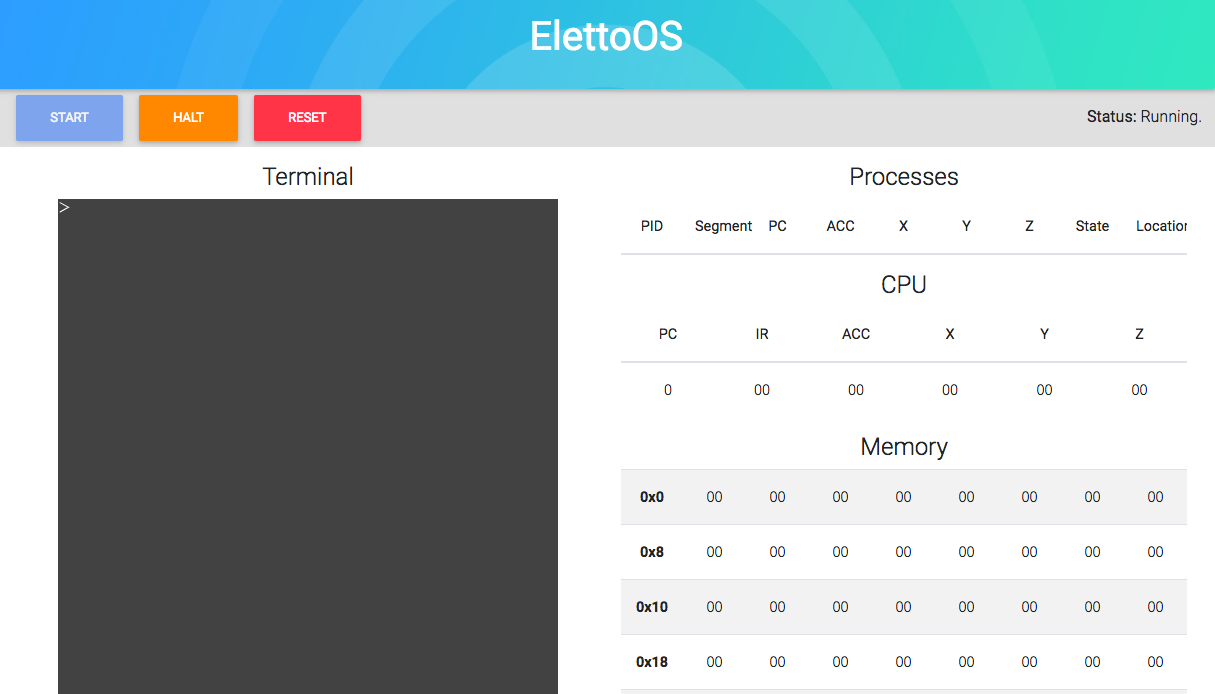 ElettoOS
START HALT RESET Status: Running.
Terminal
>
Processes
PID Segment PC ACC X Y Z State Location
CPU
PC IR ACC X Y Z
0 00 00 00 00 00
Memory
0x0 00 00 00 00 00 00 00 00
0x8 00 00 00 00 00 00 00 00
0x10 00 00 00 00 00 00 00 00
0x18 00 00 00 00 00 00 00 00